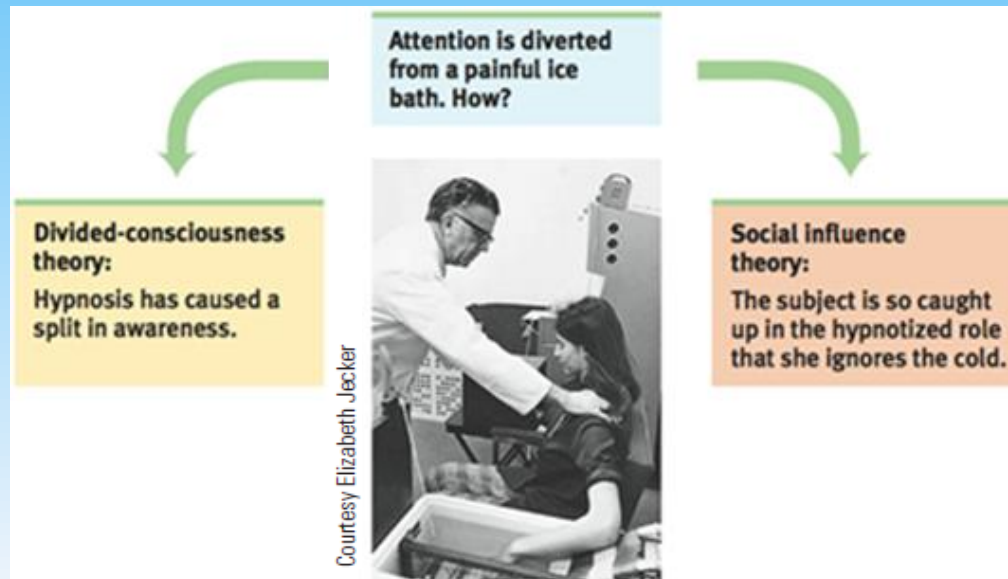 Attention is diverted
from a painful ice
bath. How?
Divided-consciousness
theory:
Hypnosis has caused a
split in awareness.
Courtesy Elizabeth Jecker
Social influence
theory:
The subject is so caught
up in the hypnotized role
that she ignores the cold.